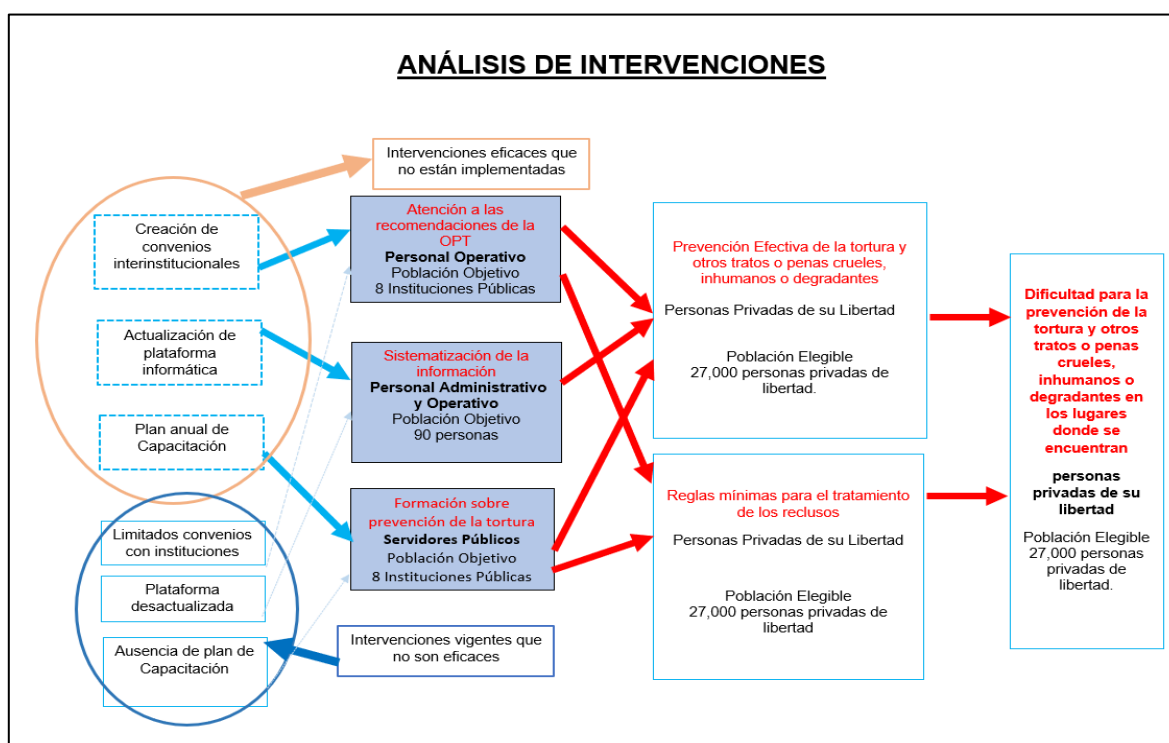 ANÁLISIS DE INTERVENCIONES
Intervenciones eficaces que
no están implementadas
Creación de
convenios
interinstitucionales
Actualización de
plataforma
informática
Plan anual de
Capacitación
Limitados convenios
con instituciones
Plataforma
desactualizada
Ausencia de plan de
Capacitación
Atención a las
recomendaciones de la
OPT
Personal Operativo
Población Objetivo
8 Instituciones Públicas
Sistematización de la
información
Personal Administrativo
y Operativo
Población Objetivo
90 personas
Formación sobre
prevención de la tortura
Servidores Públicos
Población Objetivo
8 Instituciones Públicas
Intervenciones vigentes que
no son eficaces
Prevención Efectiva de la tortura y
otros tratos o penas crueles,
inhumanos o degradantes
Personas Privadas de su Libertad
Población Elegible
27,000 personas privadas de
libertad.
Reglas mínimas para el tratamiento
de los reclusos
Personas Privadas de su Libertad
Población Elegible
27,000 personas privadas de
libertad
Dificultad para la
prevención de la
tortura y otros
tratos o penas
crueles,
inhumanos o
degradantes en
los lugares
donde se
encuentran
personas
privadas de su
libertad
Población Elegible
27,000 personas
privadas de
libertad.